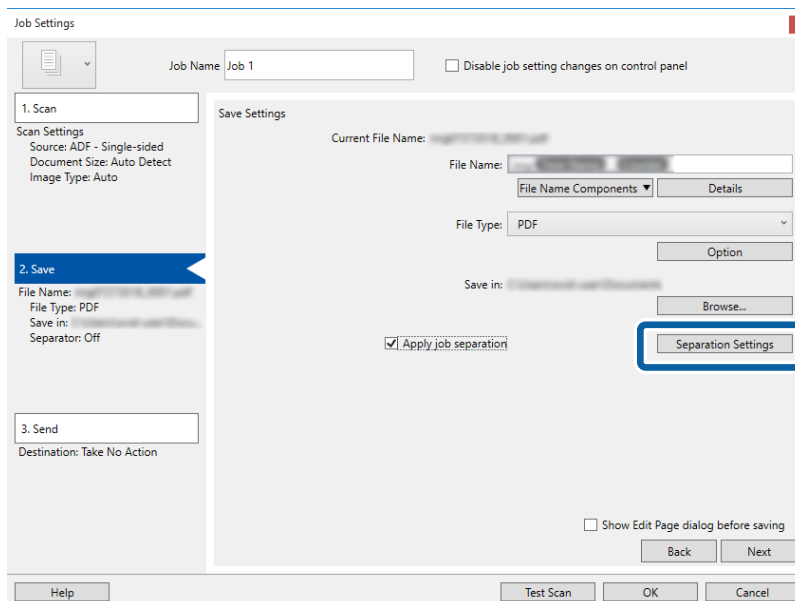 Job Settings
Job Name Job 1
Disable job setting changes on control panel
1. Scan
Scan Settings
Source: ADF - Single-sided
Document Size: Auto Detect
Image Type: Auto
2. Save
File Name:
File Type: PDF
Save in:
Separator: Off
3. Send
Destination: Take No Action
Save Settings
Current File Name:
File Name:
File Name Components ▼ Details
File Type: PDF
Option
Save in:
Browse...
Apply job separation Separation Settings
Show Edit Page dialog before saving
Back Next
Help Test Scan OK Cancel